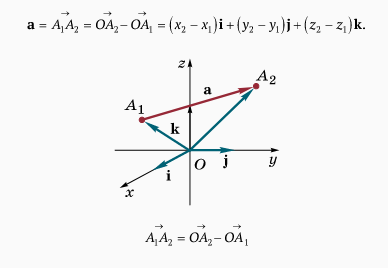 a = A₁A₂ = OA₂ − OA₁ = (x₂ − x₁)i + (y₂ − y₁)j + (z₂ − z₁)k.
z
A₂
a
A₁
k
O
j
y
i
x
A₁A₂ = OA₂ − OA₁